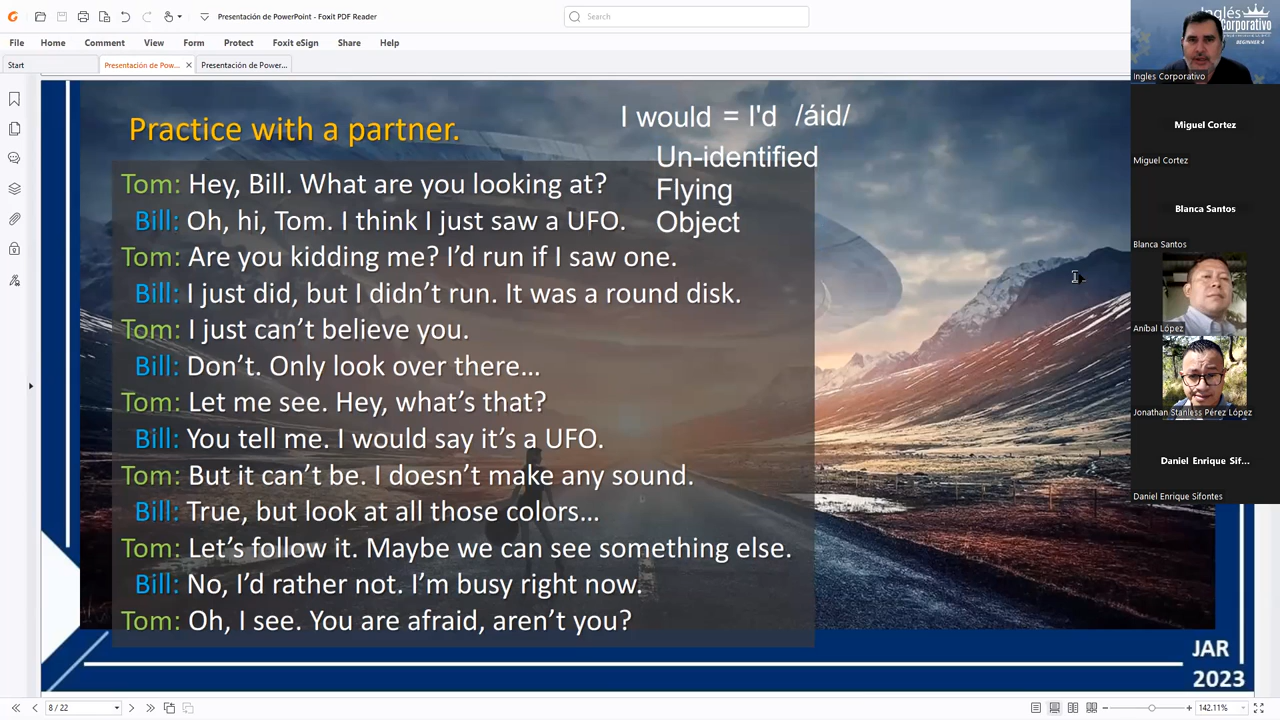 Presentación de PowerPoint - Foxit PDF Reader
Search
File Home Comment View Form Protect Foxit eSign Share Help
Start
Presentación de Pow...
Presentación de Power...
Practice with a partner.
I would = I'd /áid/
Un-identified
Flying
Object
Tom: Hey, Bill. What are you looking at?
Bill: Oh, hi, Tom. I think I just saw a UFO.
Tom: Are you kidding me? I'd run if I saw one.
Bill: I just did, but I didn't run. It was a round disk.
Tom: I just can't believe you.
Bill: Don't. Only look over there...
Tom: Let me see. Hey, what's that?
Bill: You tell me. I would say it's a UFO.
Tom: But it can't be. I doesn't make any sound.
Bill: True, but look at all those colors...
Tom: Let's follow it. Maybe we can see something else.
Bill: No, I'd rather not. I'm busy right now.
Tom: Oh, I see. You are afraid, aren't you?
JAR
2023
Inglés
Corporativo
BEGINNER 4
Ingles Corporativo
Miguel Cortez
Miguel Cortez
Blanca Santos
Blanca Santos
Aníbal López
Jonathan Stanless Pérez López
Daniel Enrique Sif...
Daniel Enrique Sifontes
8 / 22
142.11%